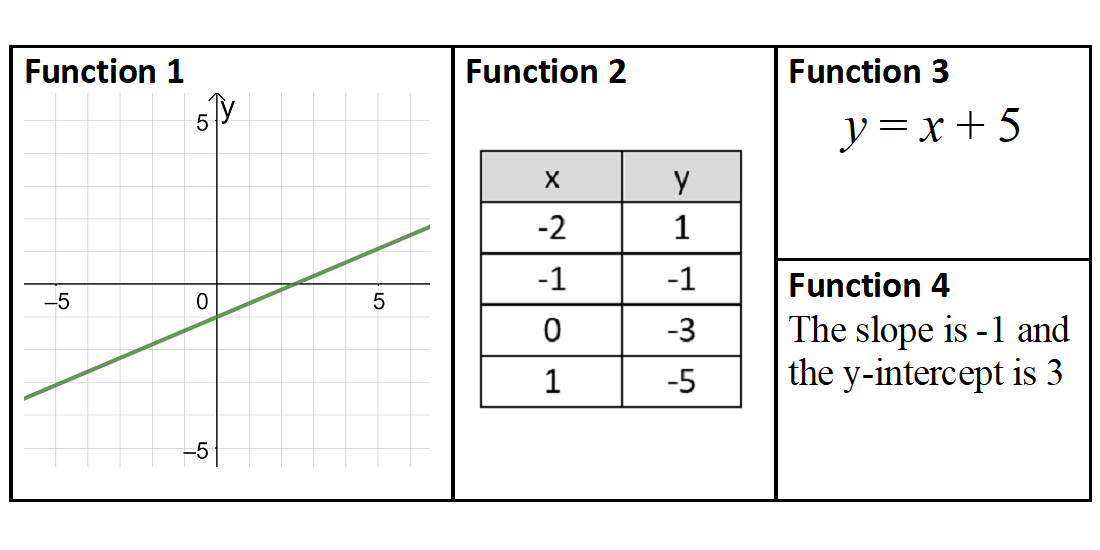 Function 1
y
5
–5
0
5
–5
Function 2
x y
-2 1
-1 -1
0 -3
1 -5
Function 3
y = x + 5
Function 4
The slope is -1 and
the y-intercept is 3